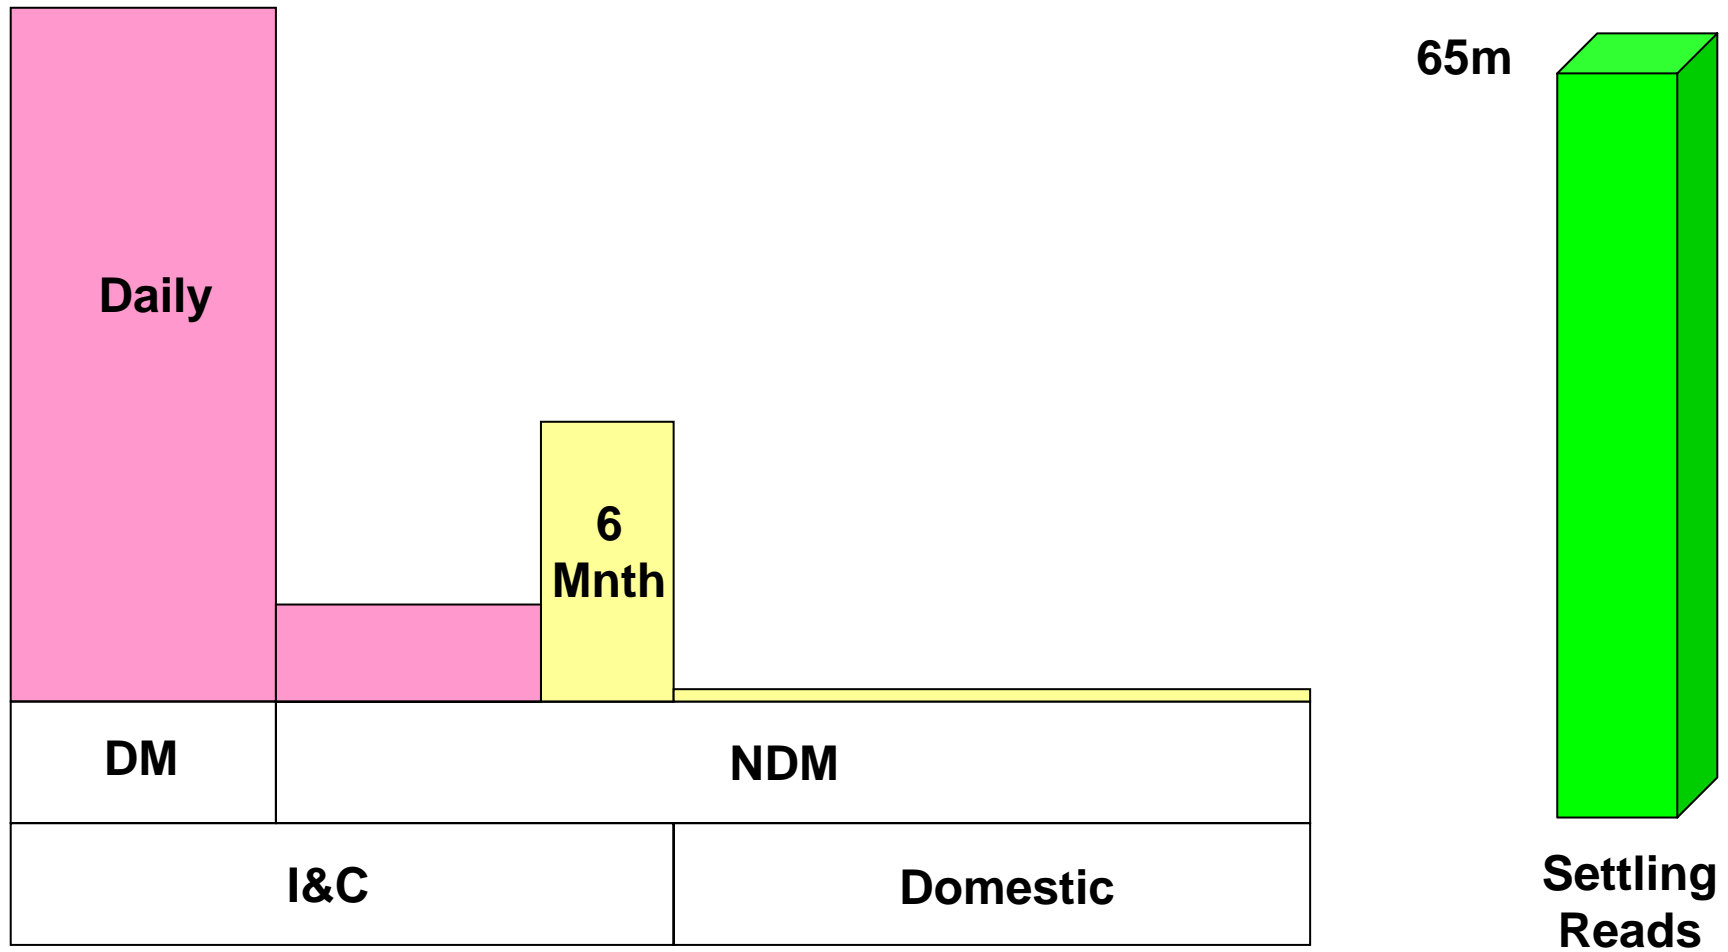 65m
Daily
6
Mnth
DM
NDM
I&C
Domestic
Settling
Reads